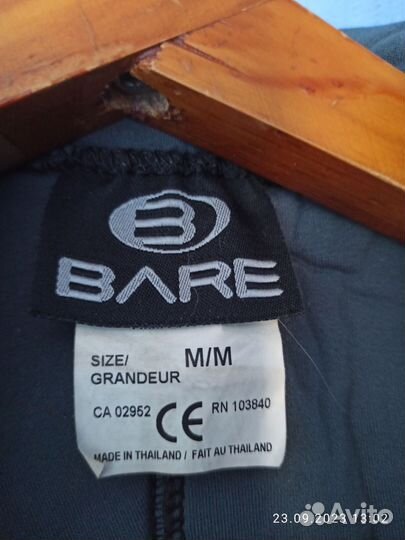 B
BARE
SIZE/ M/M
GRANDEUR
CA 02952 CE RN 103840
MADE IN THAILAND / FAIT AU THAILAND
23.09.2023 13:02
Avito